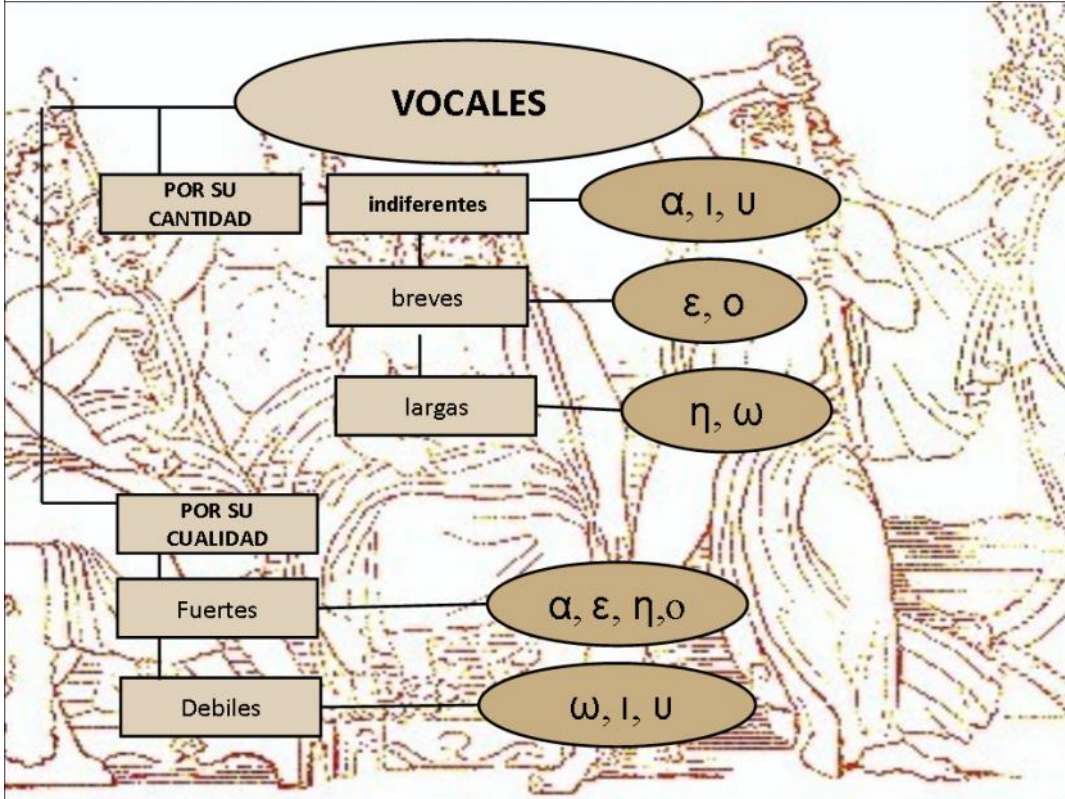 VOCALES
POR SU
CANTIDAD
indiferentes
α, ι, υ
breves
ε, ο
largas
η, ω
POR SU
CUALIDAD
Fuertes
α, ε, η,ο
Debiles
ω, ι, υ